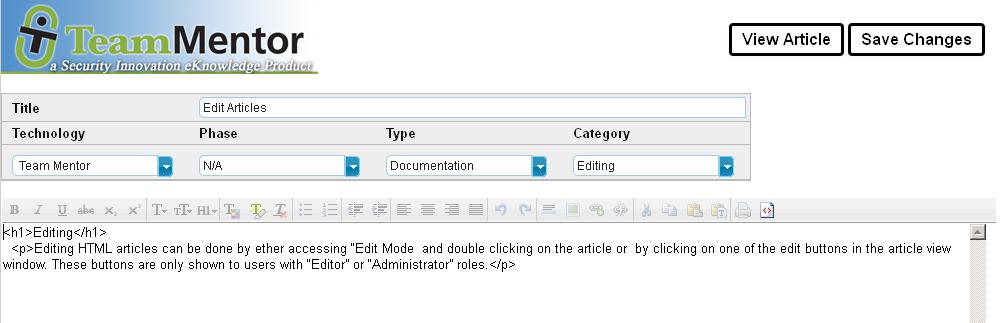 TeamMentor
a Security Innovation eKnowledge Product
View Article
Save Changes
Title
Edit Articles
Technology Phase Type Category
Team Mentor N/A Documentation Editing
B I U abc X₂ X² T T HI T T T
<h1>Editing</h1>
<p>Editing HTML articles can be done by ether accessing "Edit Mode  and double clicking on the article or  by clicking on one of the edit buttons in the article view
window. These buttons are only shown to users with "Editor" or "Administrator" roles.</p>